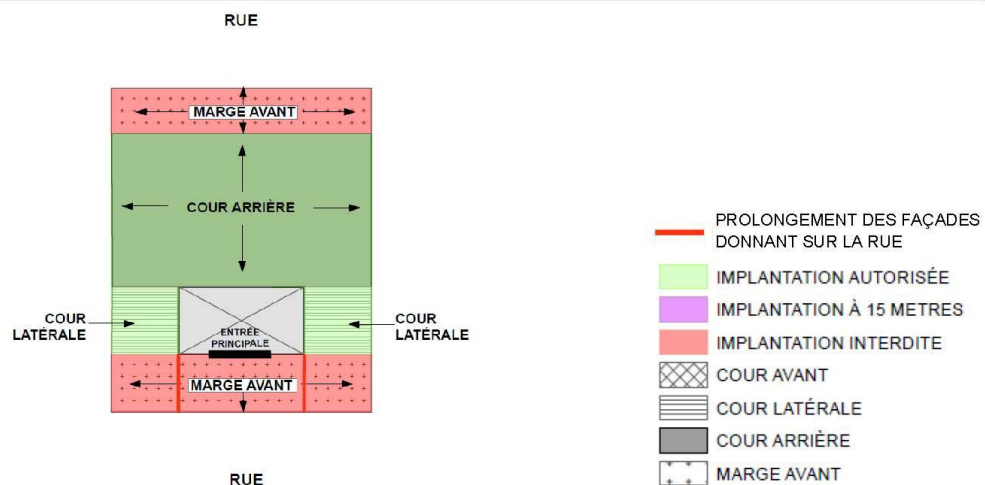 RUE
MARGE AVANT
COUR ARRIÈRE
COUR
LATÉRALE
ENTRÉE
PRINCIPALE
COUR
LATÉRALE
MARGE AVANT
RUE
PROLONGEMENT DES FAÇADES
DONNANT SUR LA RUE
IMPLANTATION AUTORISÉE
IMPLANTATION À 15 METRES
IMPLANTATION INTERDITE
COUR AVANT
COUR LATÉRALE
COUR ARRIÈRE
MARGE AVANT